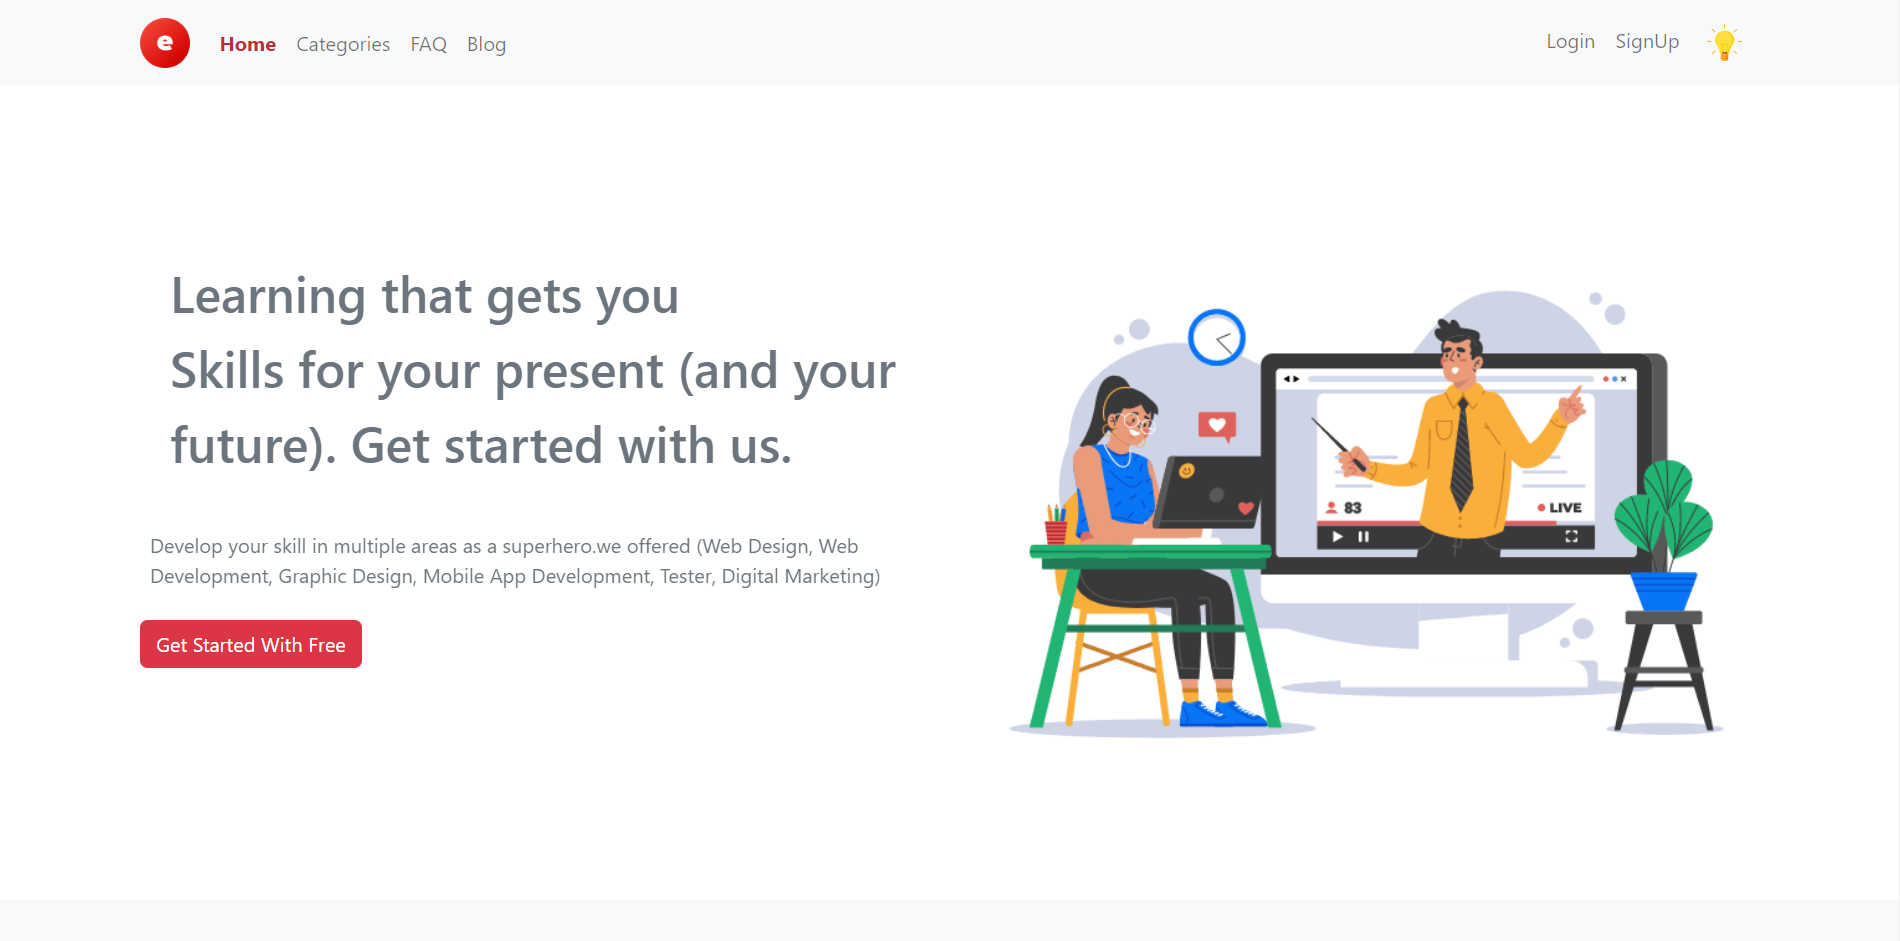 e
Home Categories FAQ Blog
Login SignUp
Learning that gets you
Skills for your present (and your
future). Get started with us.
Develop your skill in multiple areas as a superhero.we offered (Web Design, Web
Development, Graphic Design, Mobile App Development, Tester, Digital Marketing)
Get Started With Free
83
LIVE